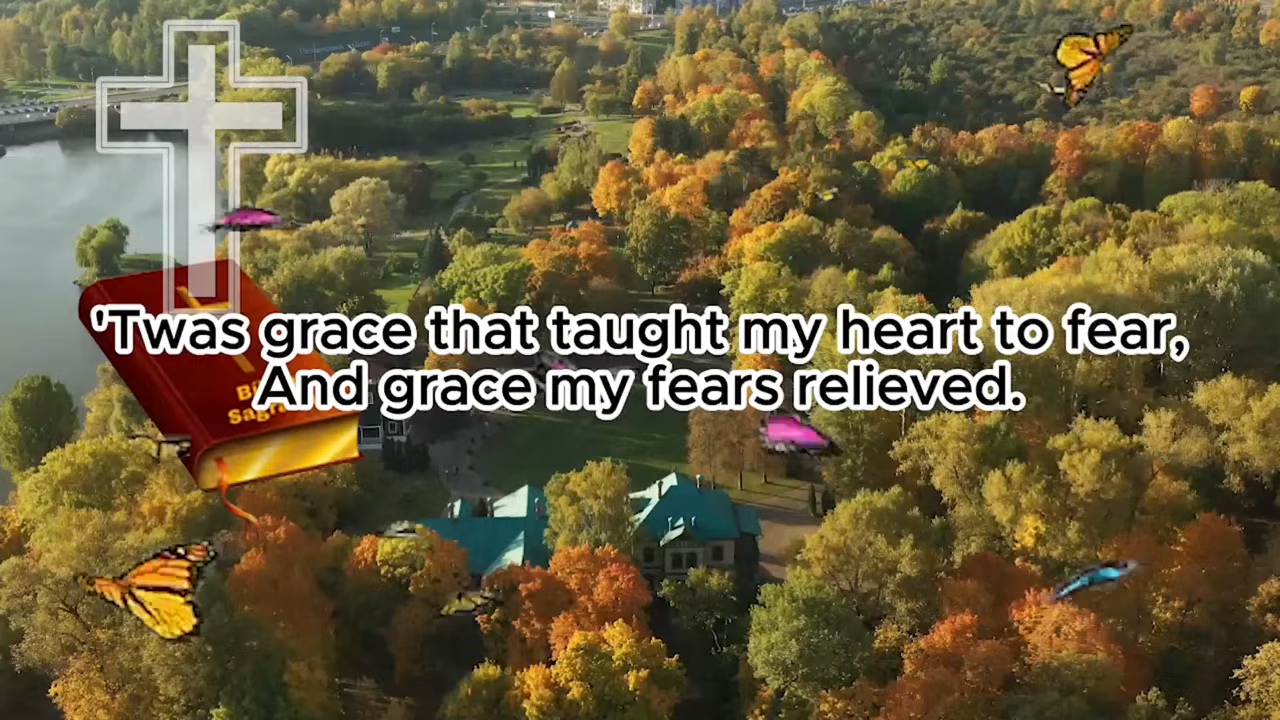 'Twas grace that taught my heart to fear,
And grace my fears relieved.